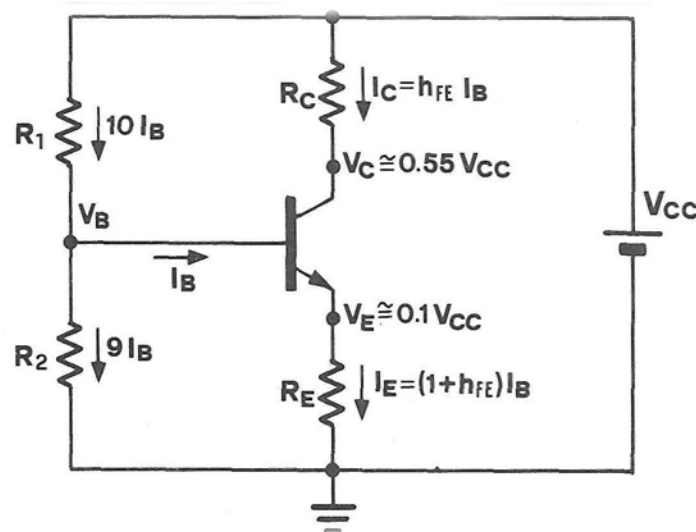 R1
10 IB
RC
IC=hFE IB
VC≅0.55 VCC
VB
VCC
IB
VE≅0.1 VCC
R2
9 IB
RE
IE=(1+hFE)IB